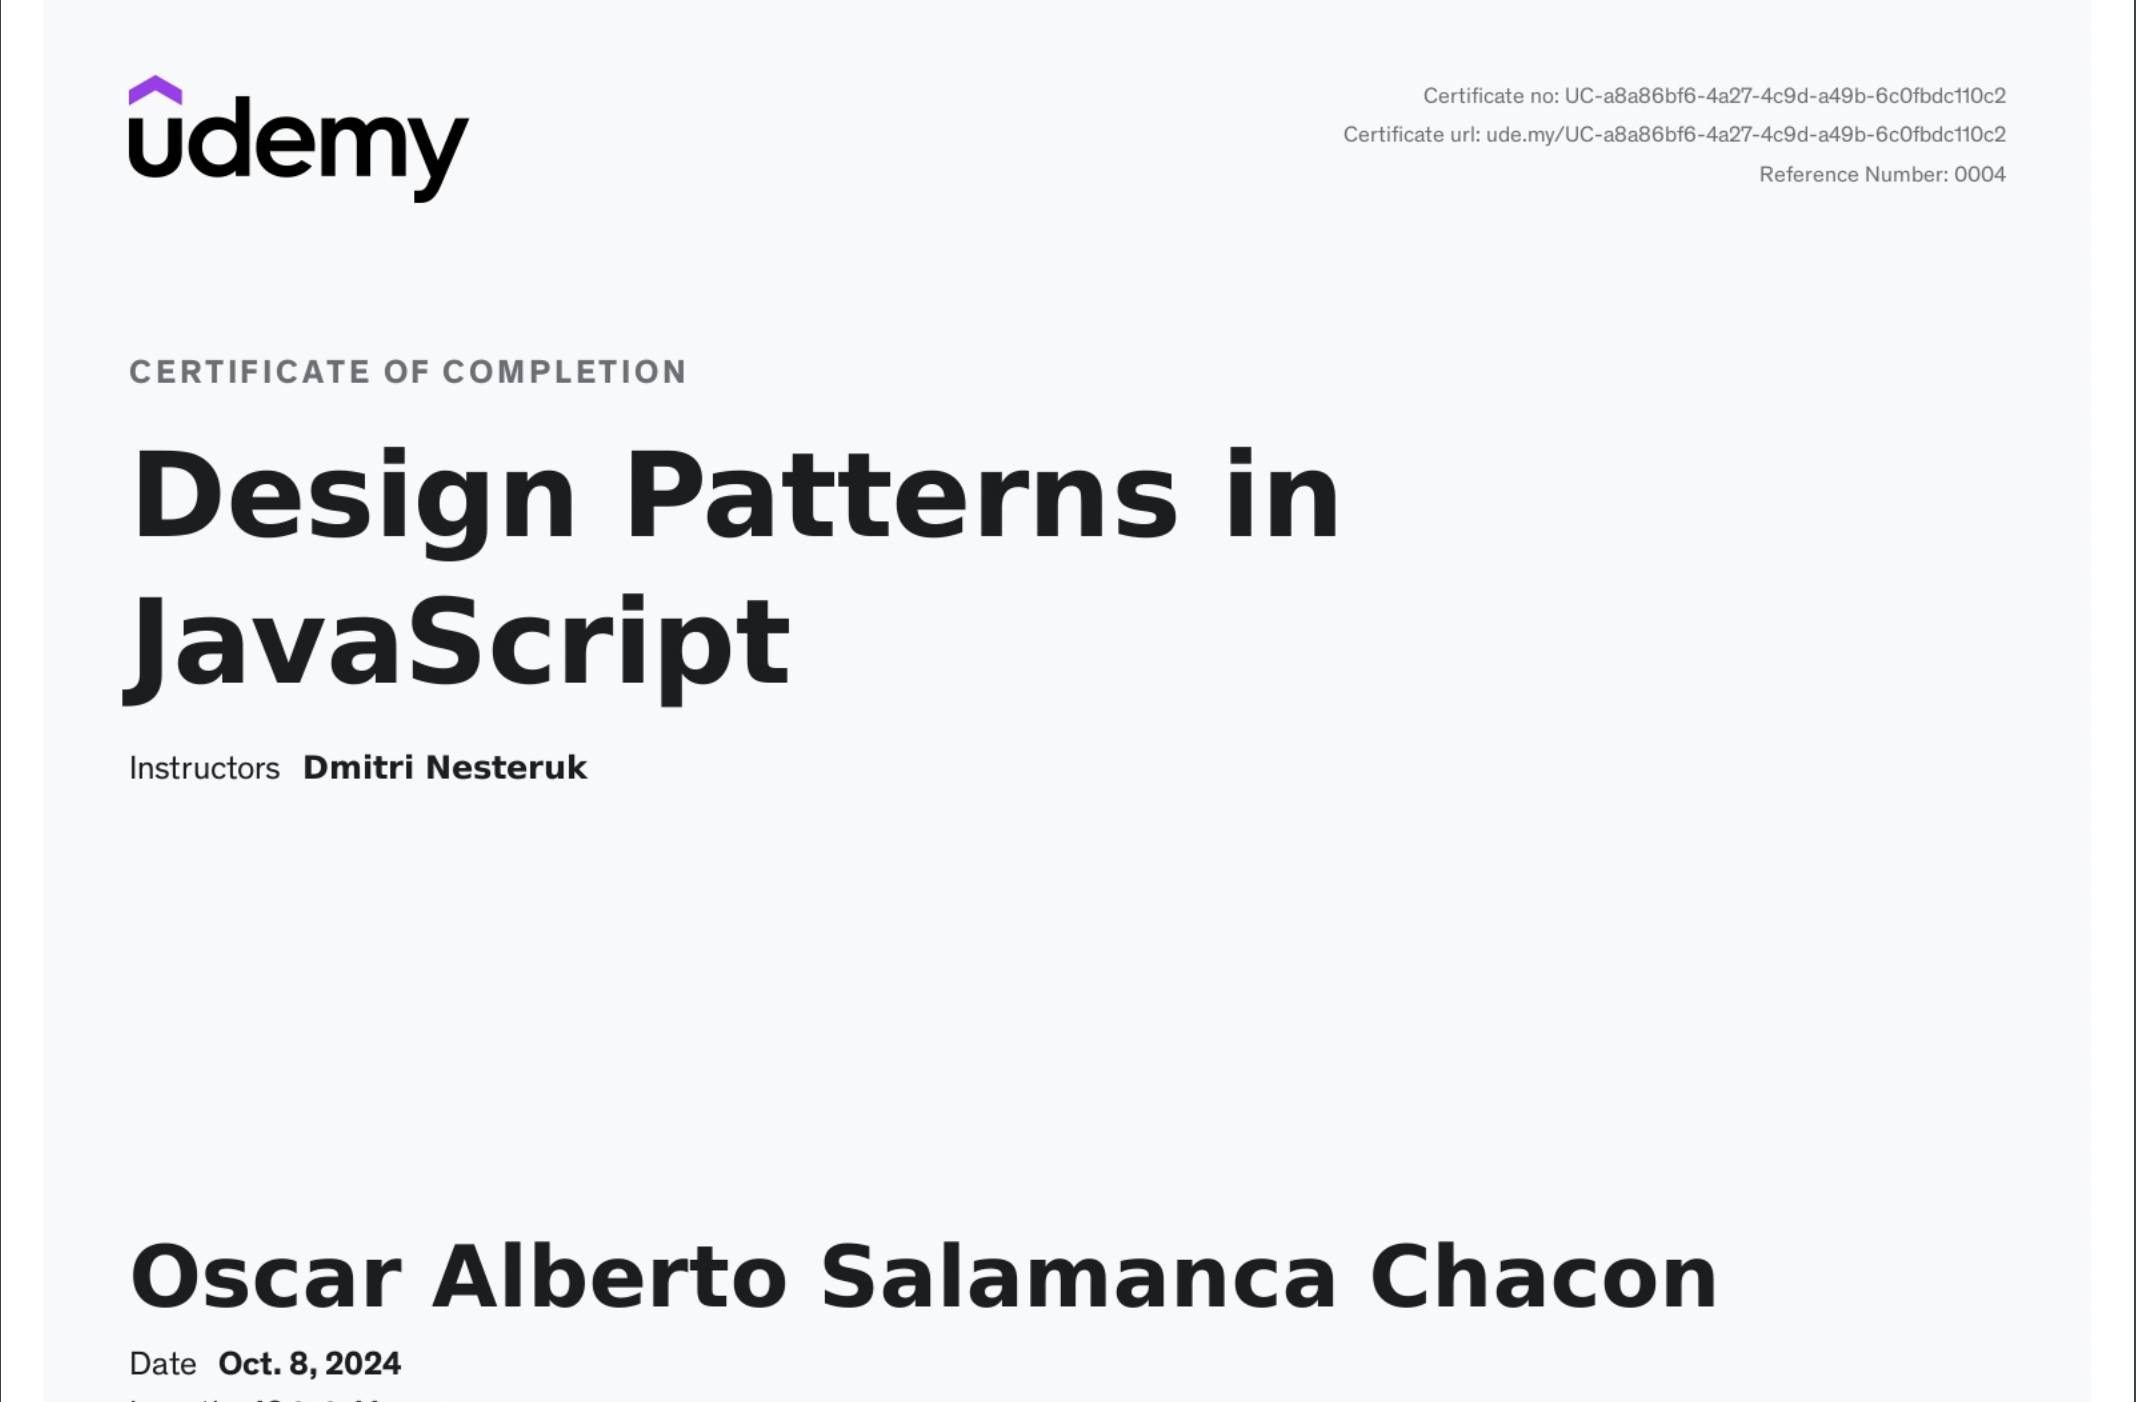 udemy
Certificate no: UC-a8a86bf6-4a27-4c9d-a49b-6c0fbdc110c2
Certificate url: ude.my/UC-a8a86bf6-4a27-4c9d-a49b-6c0fbdc110c2
Reference Number: 0004
CERTIFICATE OF COMPLETION
Design Patterns in
JavaScript
Instructors Dmitri Nesteruk
Oscar Alberto Salamanca Chacon
Date Oct. 8, 2024